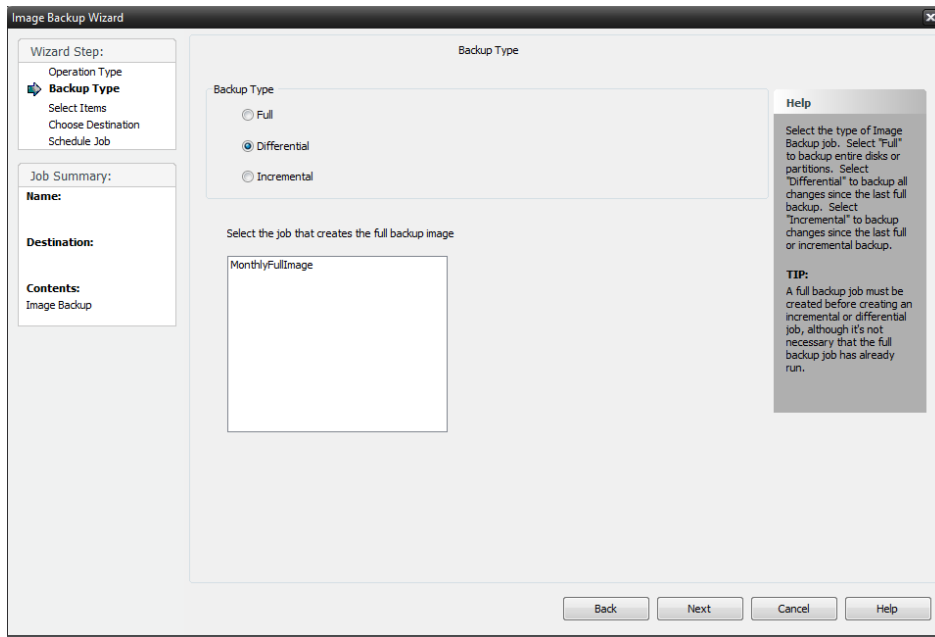 Image Backup Wizard
Wizard Step:
Operation Type
Backup Type
Select Items
Choose Destination
Schedule Job
Job Summary:
Name:
Destination:
Contents:
Image Backup
Backup Type
Backup Type
Full
Differential
Incremental
Select the job that creates the full backup image
MonthlyFullImage
Help
Select the type of Image
Backup job. Select "Full"
to backup entire disks or
partitions. Select
"Differential" to backup all
changes since the last full
backup. Select
"Incremental" to backup
changes since the last full
or incremental backup.
TIP:
A full backup job must be
created before creating an
incremental or differential
job, although it's not
necessary that the full
backup job has already
run.
Back
Next
Cancel
Help